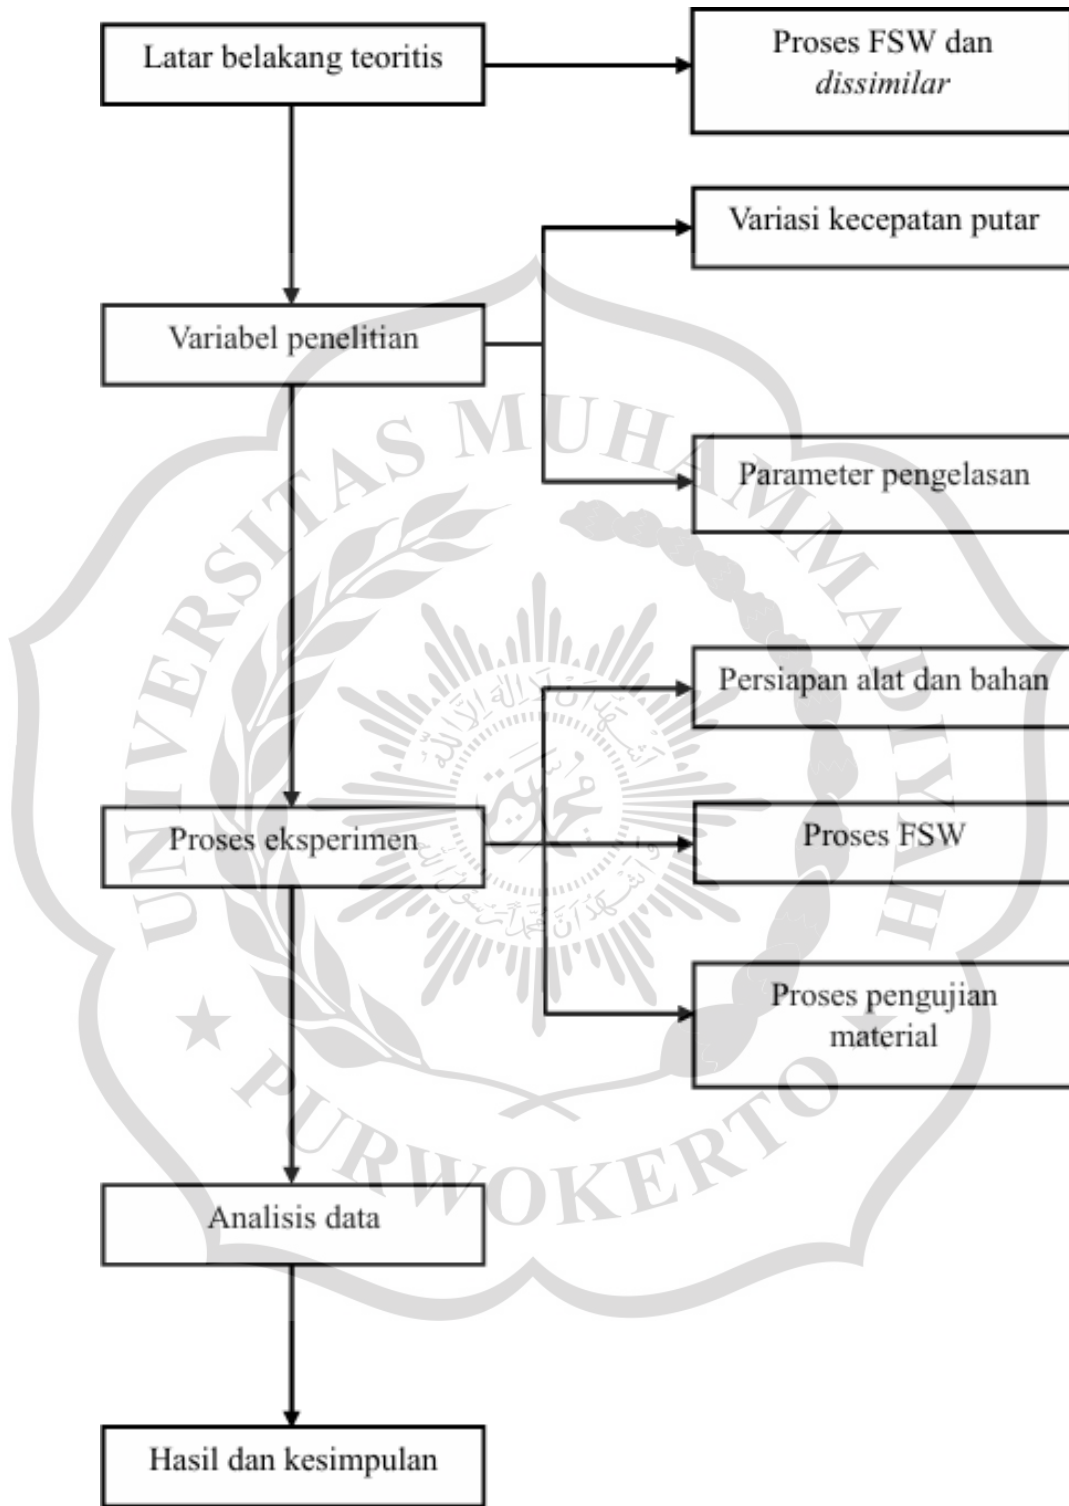 Latar belakang teoritis
Proses FSW dan
dissimilar
Variasi kecepatan putar
Variabel penelitian
Parameter pengelasan
Persiapan alat dan bahan
Proses eksperimen
Proses FSW
Proses pengujian
material
Analisis data
Hasil dan kesimpulan
UNIVERSITAS MUHAMMADIYAH
PURWOKERTO